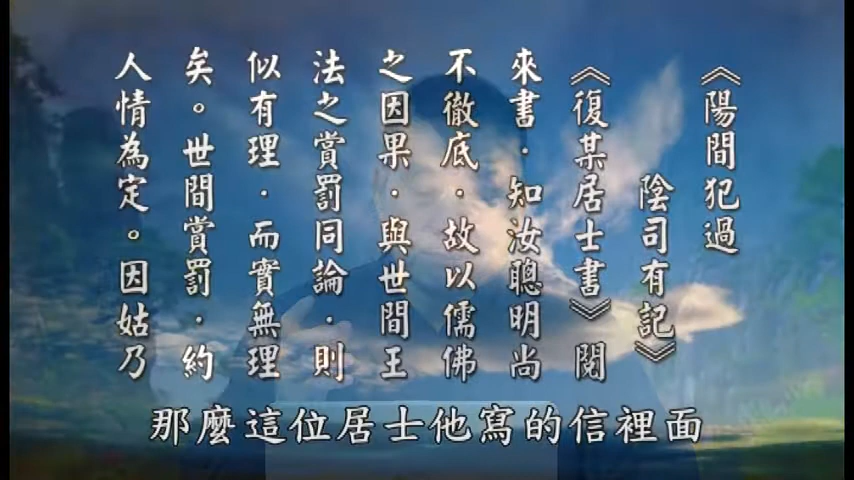 《陽間犯過
陰司有記》
《復某居士書》閱
來書．知汝聰明尚
不徹底．故以儒佛
之因果．與世間王
法之賞罰同論．則
似有理．而實無理
矣。世間賞罰．約
人情為定。因姑乃
那麼這位居士他寫的信裡面